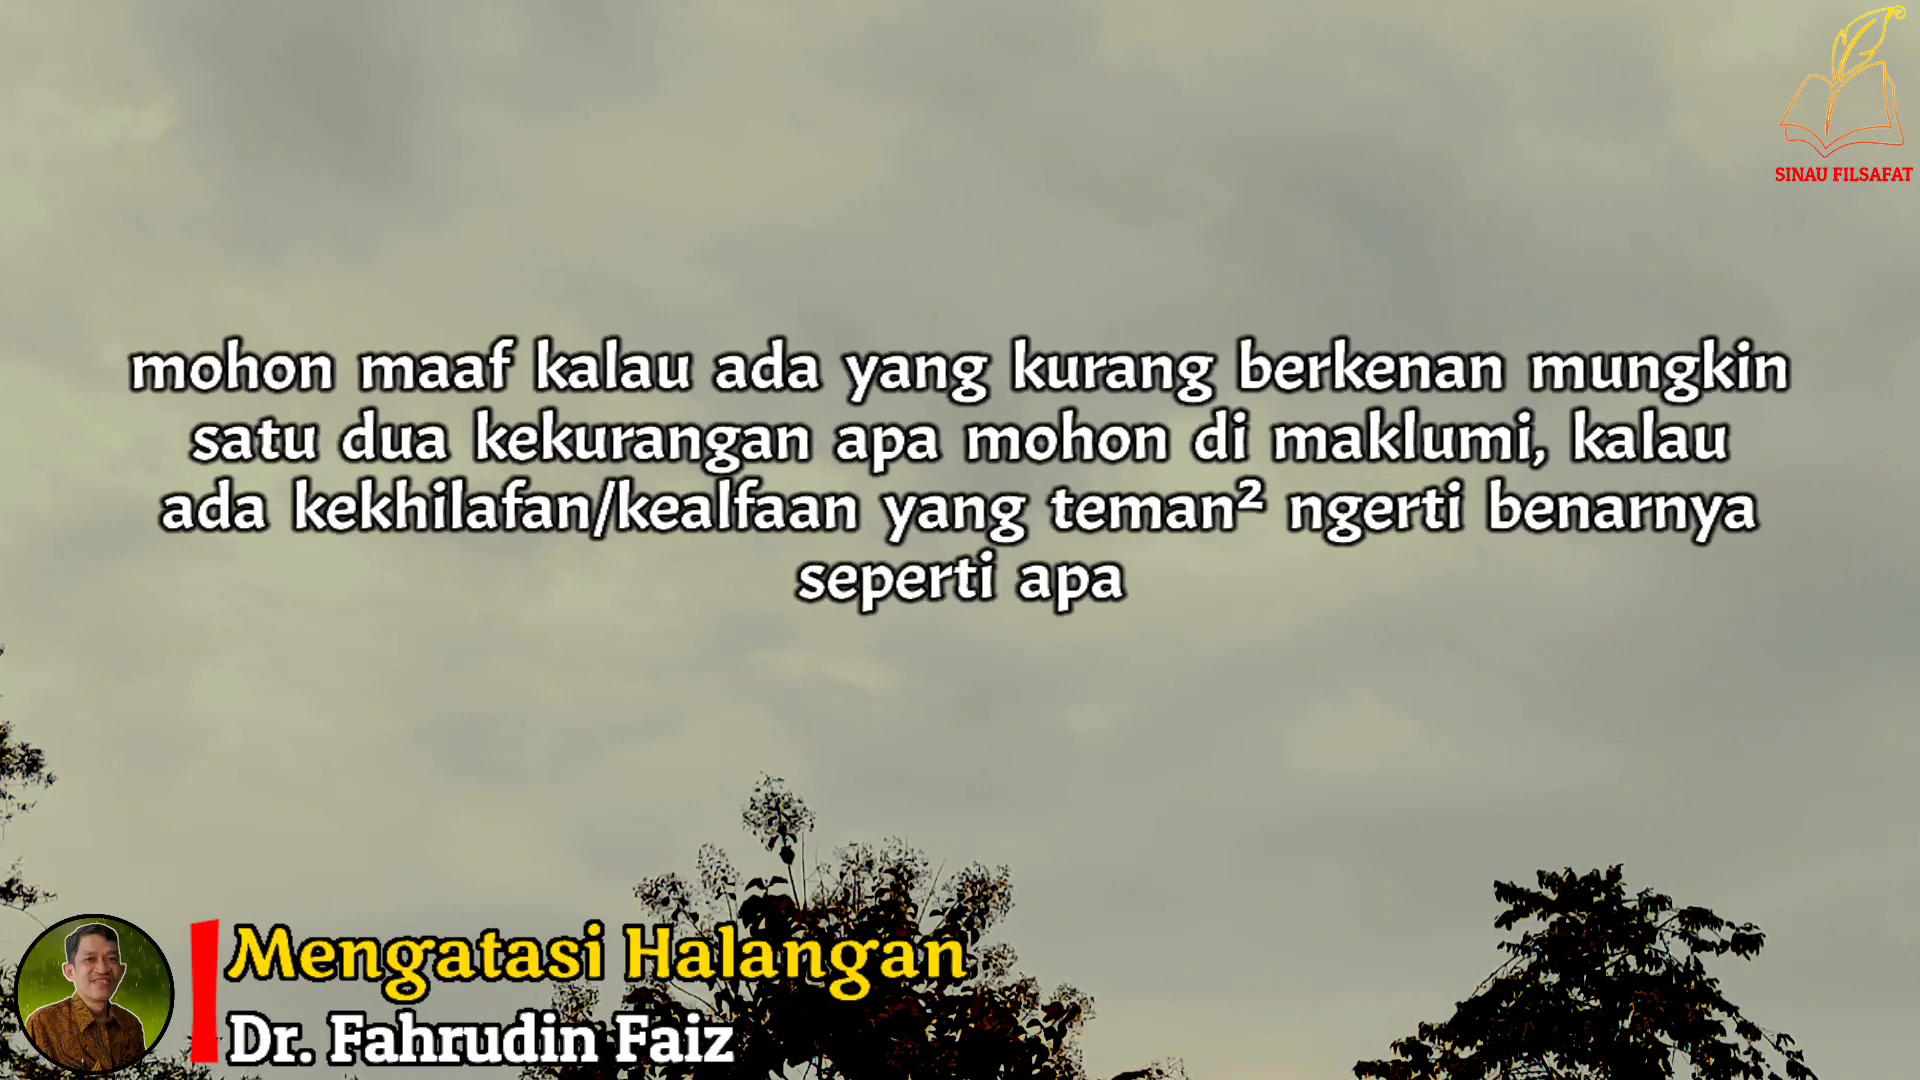 SINAU FILSAFAT
mohon maaf kalau ada yang kurang berkenan mungkin
satu dua kekurangan apa mohon di maklumi, kalau
ada kekhilafan/kealfaan yang teman² ngerti benarnya
seperti apa
Mengatasi Halangan
Dr. Fahrudin Faiz